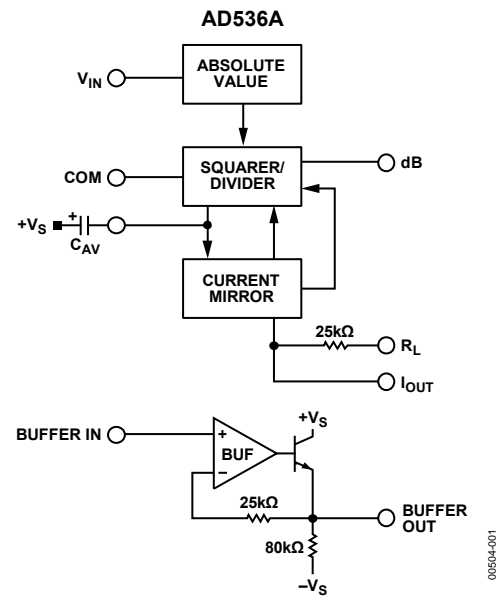 AD536A
ABSOLUTE
VALUE
V_IN
SQUARER/
DIVIDER
COM
dB
+V_S
+
C_AV
CURRENT
MIRROR
25kΩ
R_L
I_OUT
+V_S
BUFFER IN
+
BUF
−
25kΩ
BUFFER
OUT
80kΩ
−V_S
00504-001